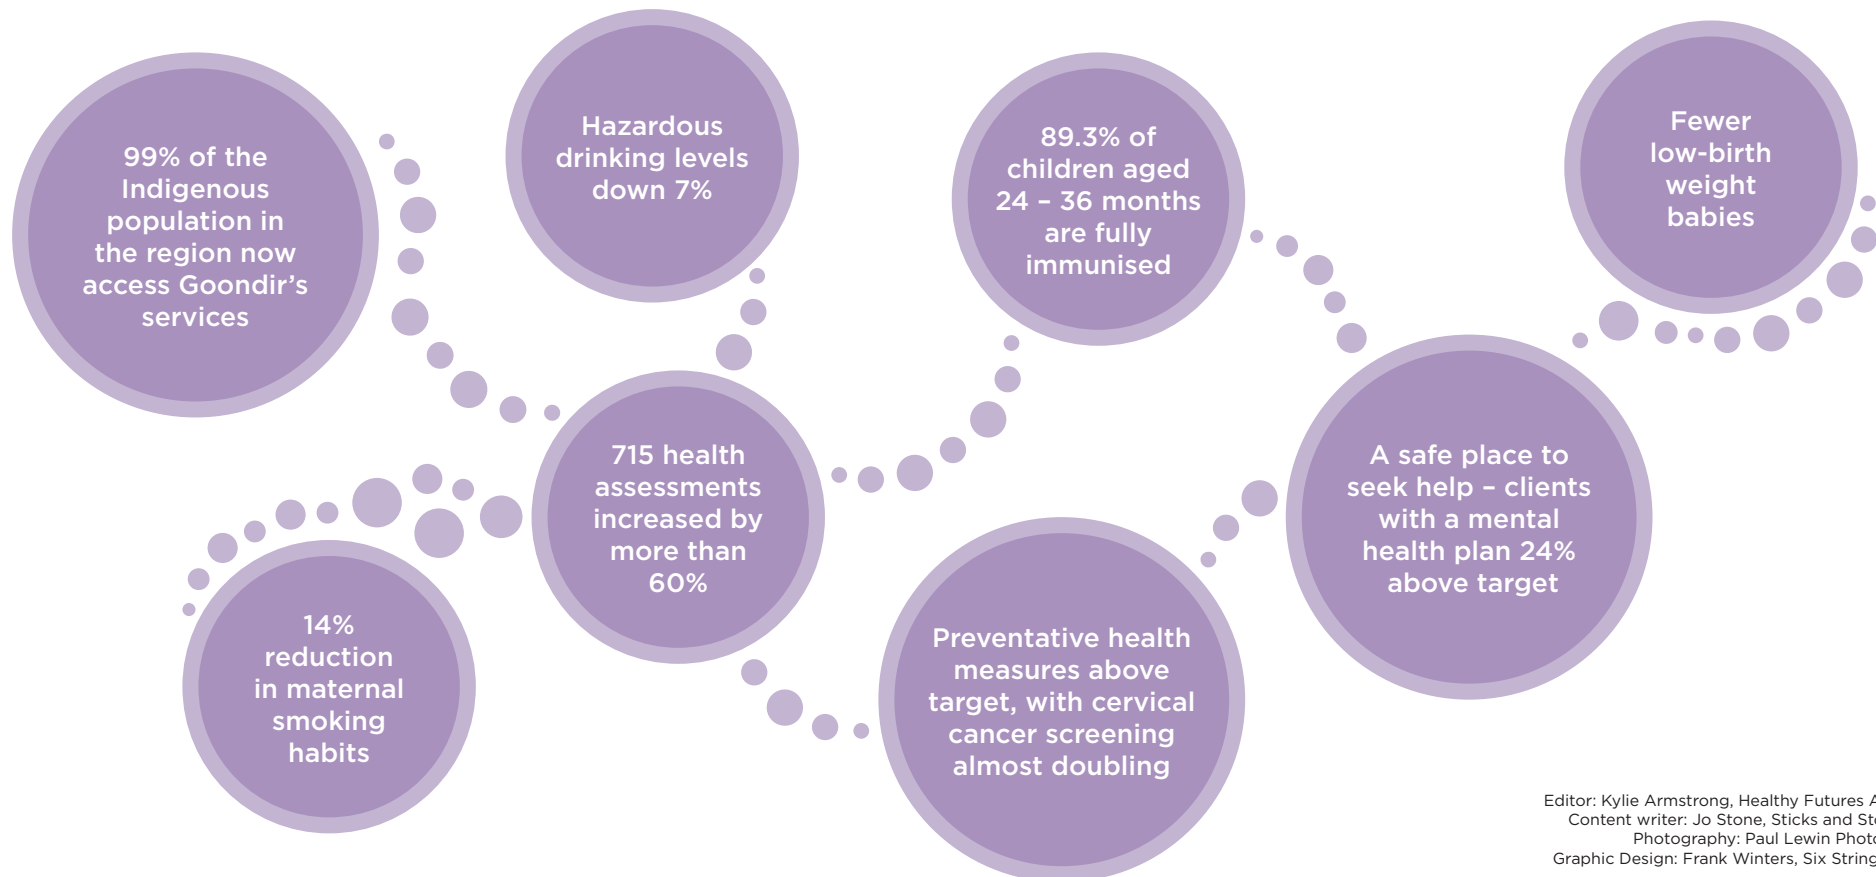 99% of the
Indigenous
population in
the region now
access Goondir’s
services
Hazardous
drinking levels
down 7%
89.3% of
children aged
24 – 36 months
are fully
immunised
Fewer
low-birth
weight
babies
715 health
assessments
increased by
more than
60%
A safe place to
seek help – clients
with a mental
health plan 24%
above target
14%
reduction
in maternal
smoking
habits
Preventative health
measures above
target, with cervical
cancer screening
almost doubling
Editor: Kylie Armstrong, Healthy Futures
Content writer: Jo Stone, Sticks and
Photography: Paul Lewin
Graphic Design: Frank Winters, Six